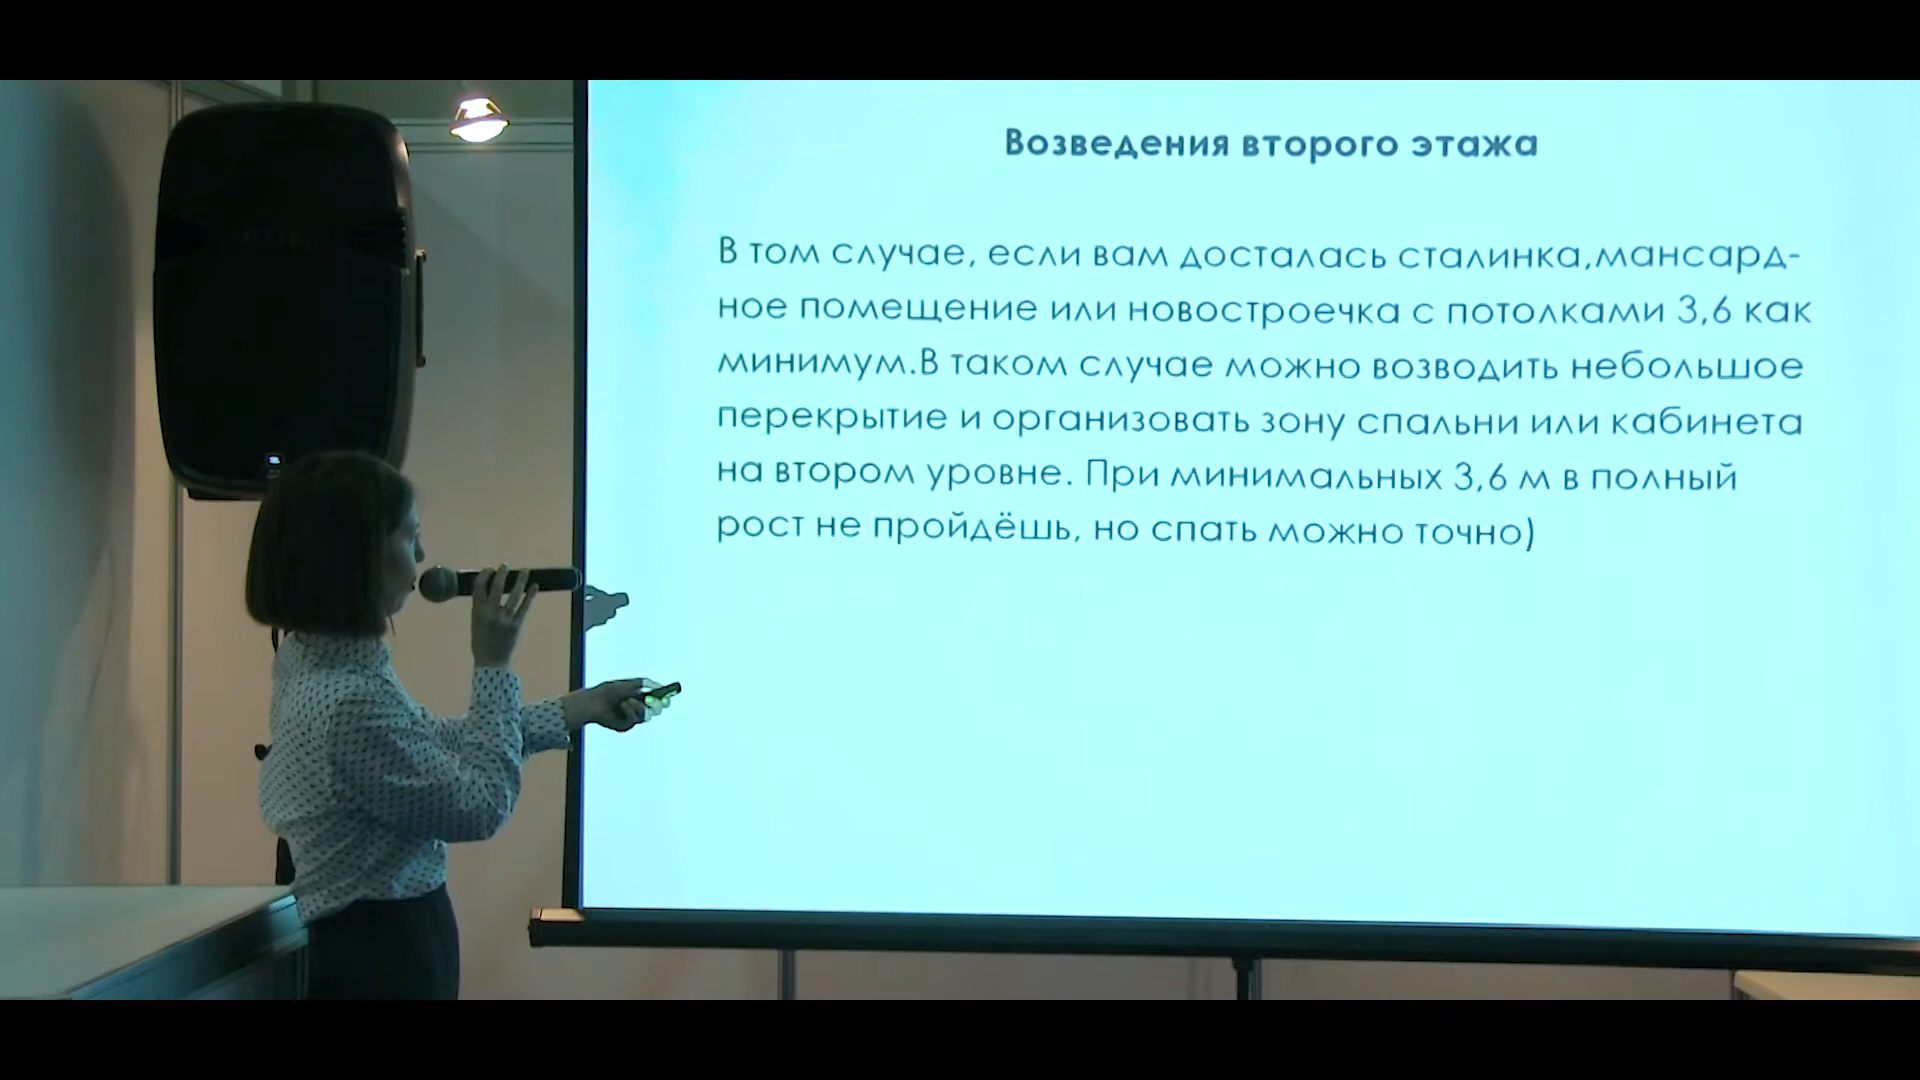 Возведения второго этажа
В том случае, если вам досталась сталинка,мансард-
ное помещение или новостроечка с потолками 3,6 как
минимум.В таком случае можно возводить небольшое
перекрытие и организовать зону спальни или кабинета
на втором уровне. При минимальных 3,6 м в полный
рост не пройдёшь, но спать можно точно)